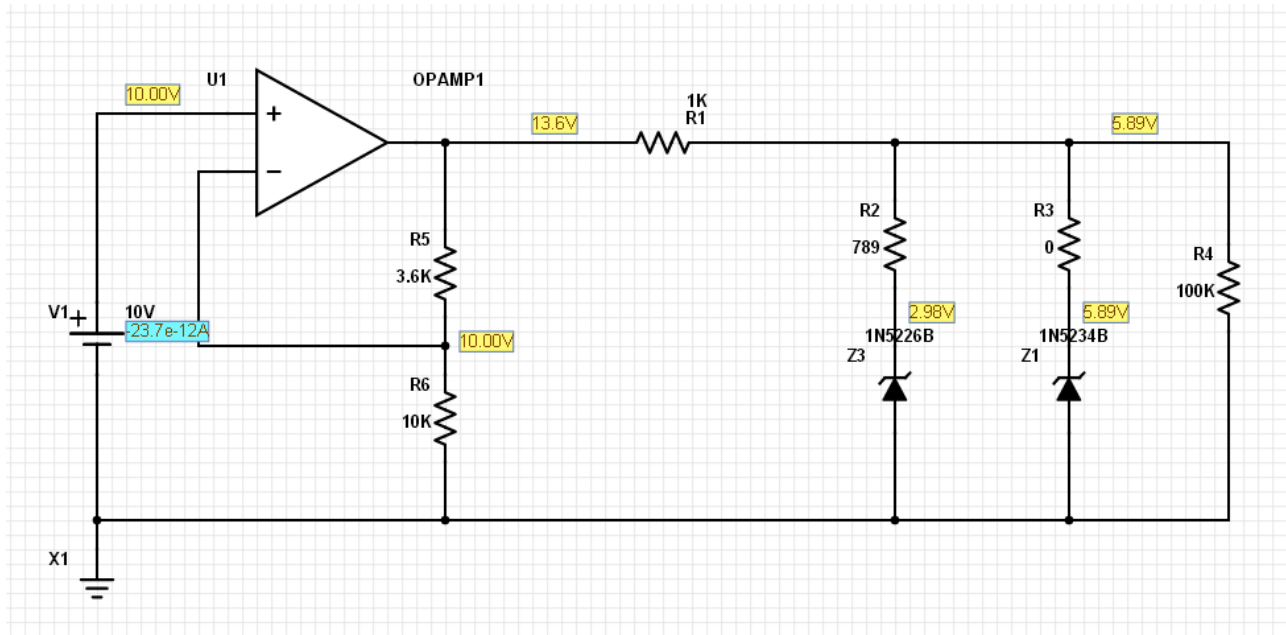 U1
OPAMP1
10.00V
+
−
13.6V
1K
R1
5.89V
R5
3.6K
R2
789
R3
0
R4
100K
V1
+
10V
-23.7e-12A
10.00V
2.98V
5.89V
1N5226B
Z3
1N5234B
Z1
R6
10K
X1